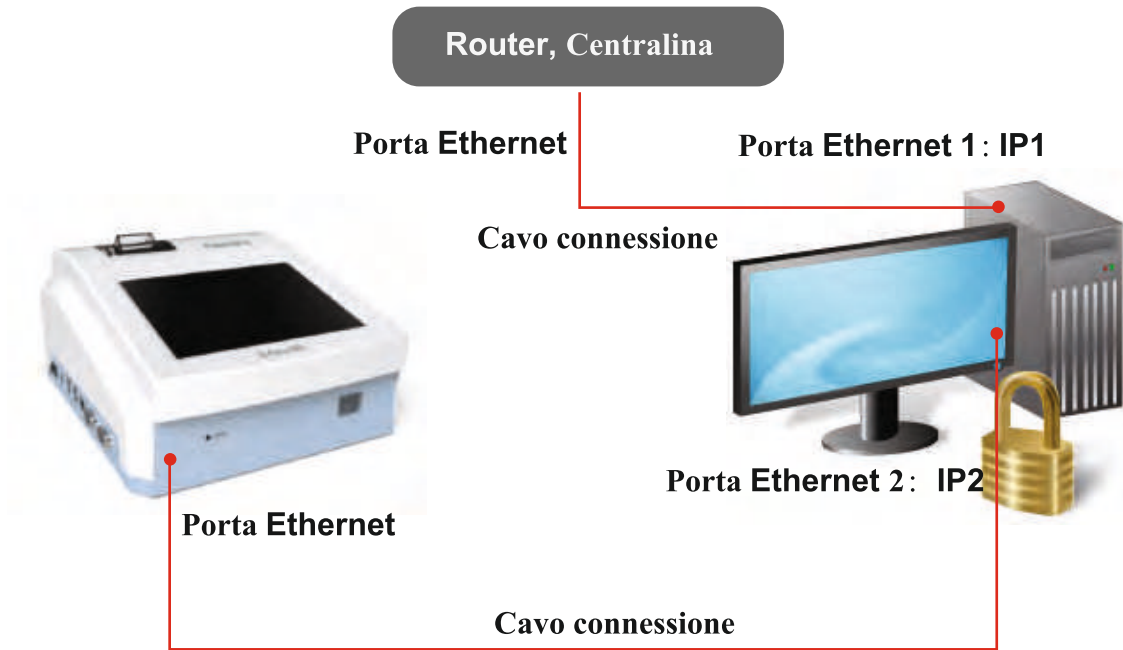 Router, Centralina
Porta Ethernet
Porta Ethernet 1: IP1
Cavo connessione
Porta Ethernet 2: IP2
Porta Ethernet
Cavo connessione